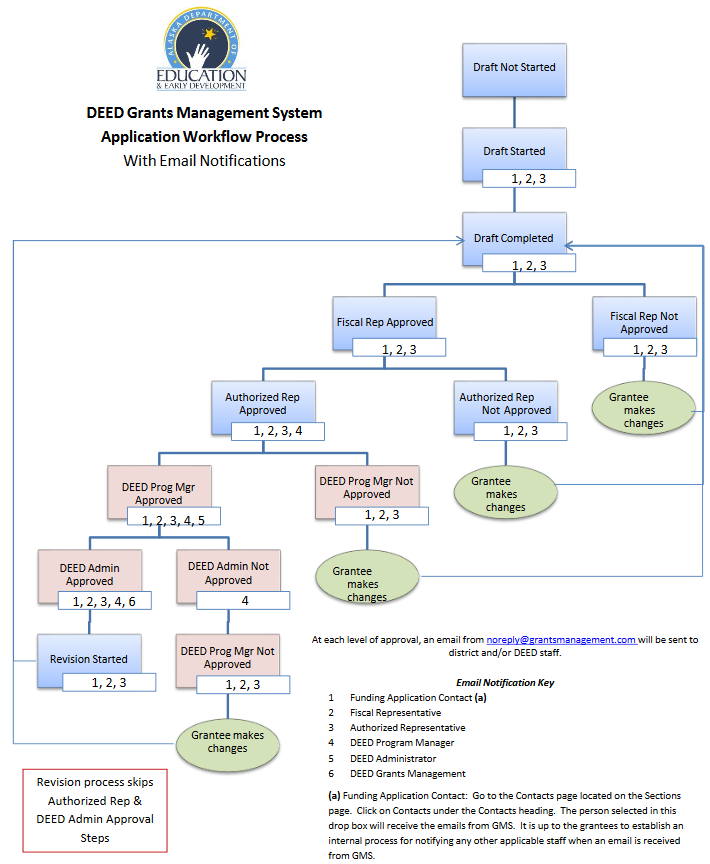 ALASKA DEPARTMENT OF
EDUCATION
& EARLY DEVELOPMENT
DEED Grants Management System
Application Workflow Process
With Email Notifications
Draft Not Started
Draft Started
1, 2, 3
Draft Completed
1, 2, 3
Fiscal Rep Approved
1, 2, 3
Fiscal Rep Not
Approved
1, 2, 3
Grantee
makes
changes
Authorized Rep
Approved
1, 2, 3, 4
Authorized Rep
Not Approved
1, 2, 3
Grantee
makes
changes
DEED Prog Mgr
Approved
1, 2, 3, 4, 5
DEED Prog Mgr Not
Approved
1, 2, 3
Grantee
makes
changes
DEED Admin
Approved
1, 2, 3, 4, 6
DEED Admin Not
Approved
4
Revision Started
1, 2, 3
DEED Prog Mgr Not
Approved
1, 2, 3
Grantee makes
changes
Revision process skips
Authorized Rep &
DEED Admin Approval
Steps
At each level of approval, an email from noreply@grantsmanagement.com will be sent to
district and/or DEED staff.
Email Notification Key
1 Funding Application Contact (a)
2 Fiscal Representative
3 Authorized Representative
4 DEED Program Manager
5 DEED Administrator
6 DEED Grants Management
(a) Funding Application Contact: Go to the Contacts page located on the Sections
page. Click on Contacts under the Contacts heading. The person selected in this
drop box will receive the emails from GMS. It is up to the grantees to establish an
internal process for notifying any other applicable staff when an email is received
from GMS.